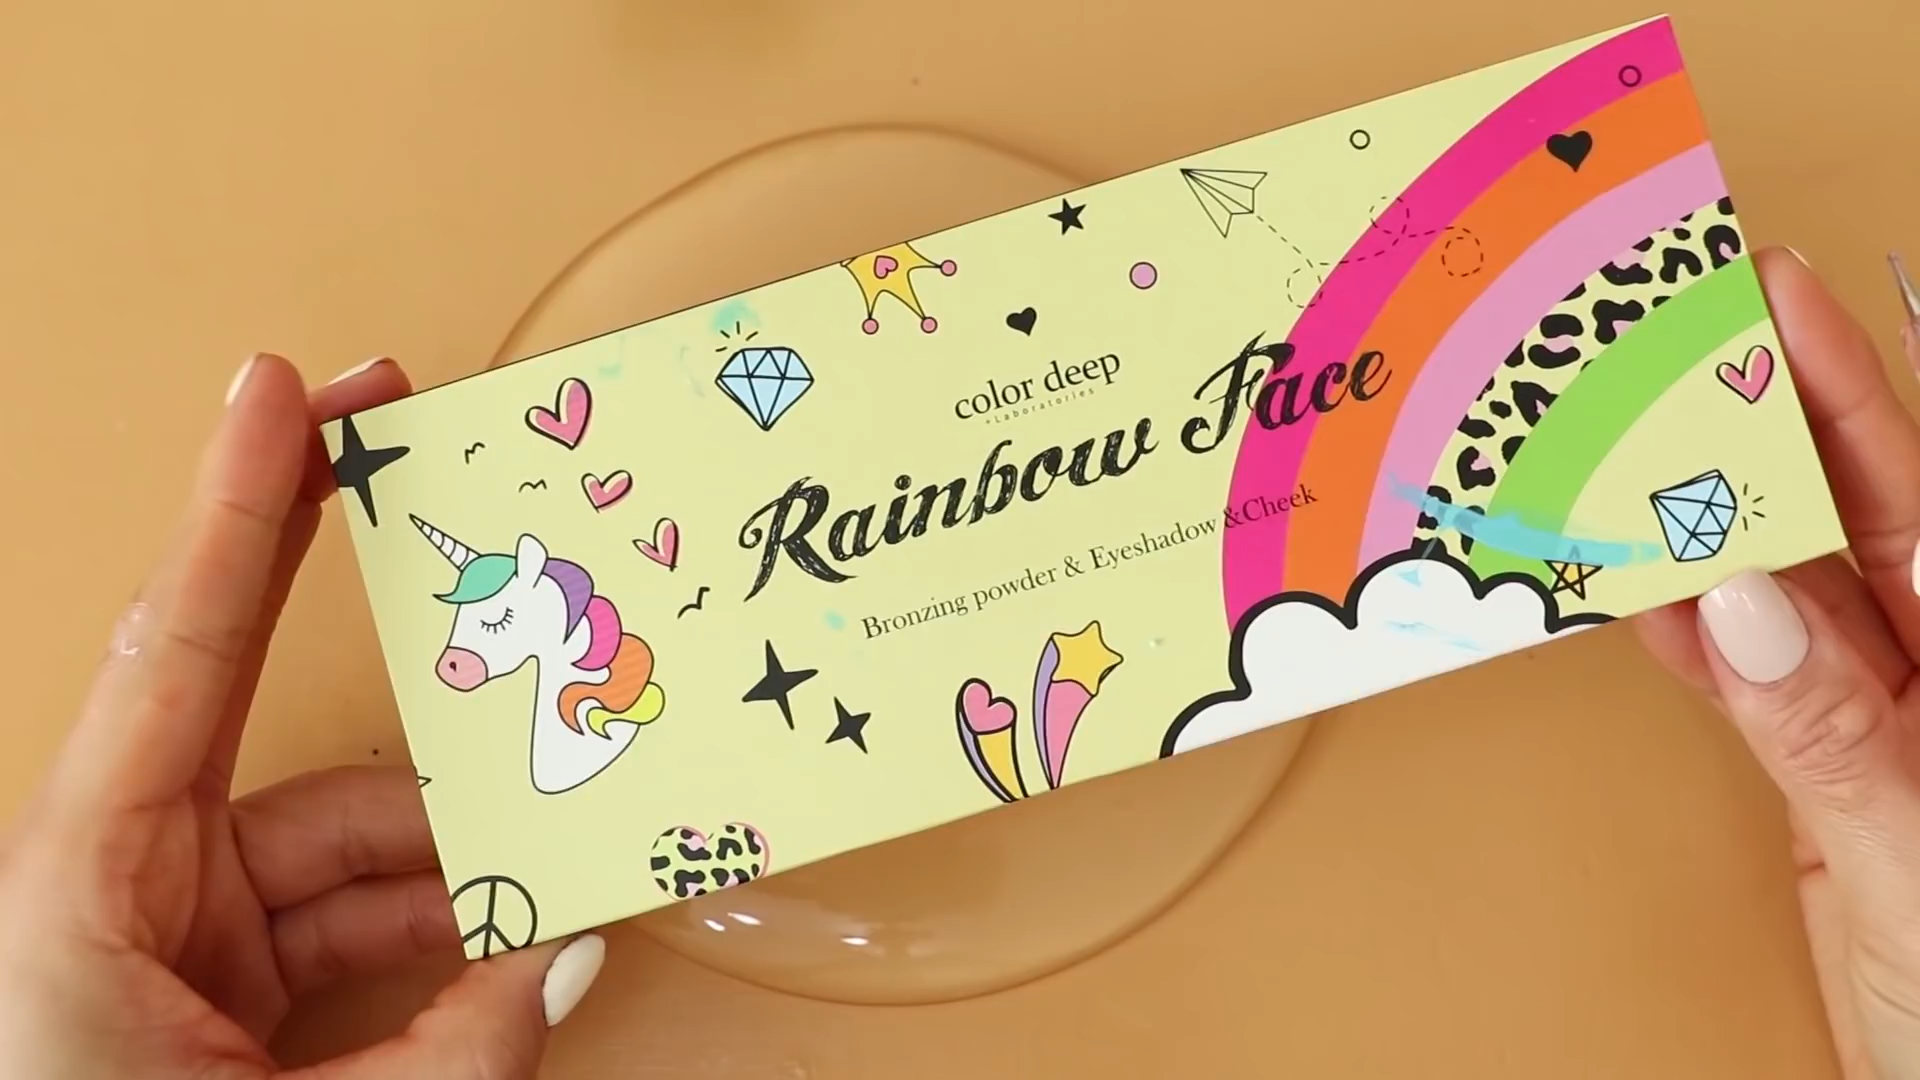 color deep
*Laboratories
Rainbow Face
Bronzing powder & Eyeshadow &Cheek